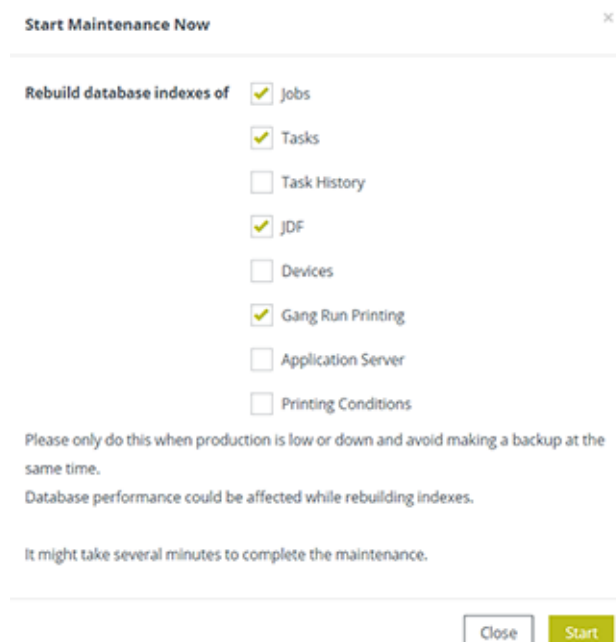 Start Maintenance Now
Rebuild database indexes of Jobs
Tasks
Task History
JDF
Devices
Gang Run Printing
Application Server
Printing Conditions
Please only do this when production is low or down and avoid making a backup at the
same time.
Database performance could be affected while rebuilding indexes.
It might take several minutes to complete the maintenance.
Close Start